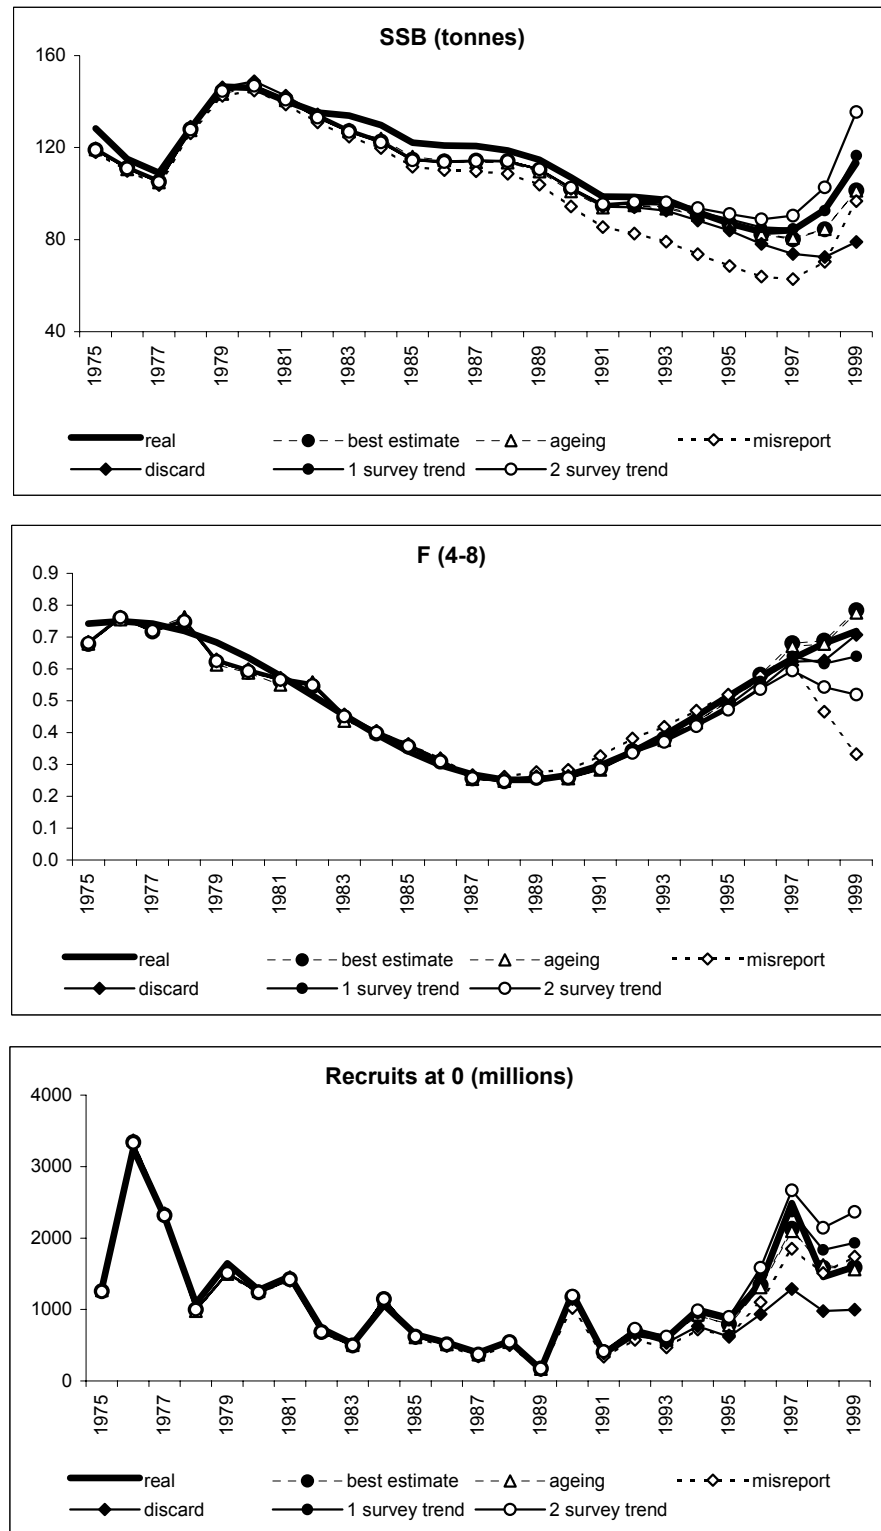 SSB (tonnes)
160
120
80
40
1975 1977 1979 1981 1983 1985 1987 1989 1991 1993 1995 1997 1999
real best estimate ageing misreport
discard 1 survey trend 2 survey trend
F (4-8)
0.9
0.8
0.7
0.6
0.5
0.4
0.3
0.2
0.1
0.0
1975 1977 1979 1981 1983 1985 1987 1989 1991 1993 1995 1997 1999
real best estimate ageing misreport
discard 1 survey trend 2 survey trend
Recruits at 0 (millions)
4000
3000
2000
1000
0
1975 1977 1979 1981 1983 1985 1987 1989 1991 1993 1995 1997 1999
real best estimate ageing misreport
discard 1 survey trend 2 survey trend